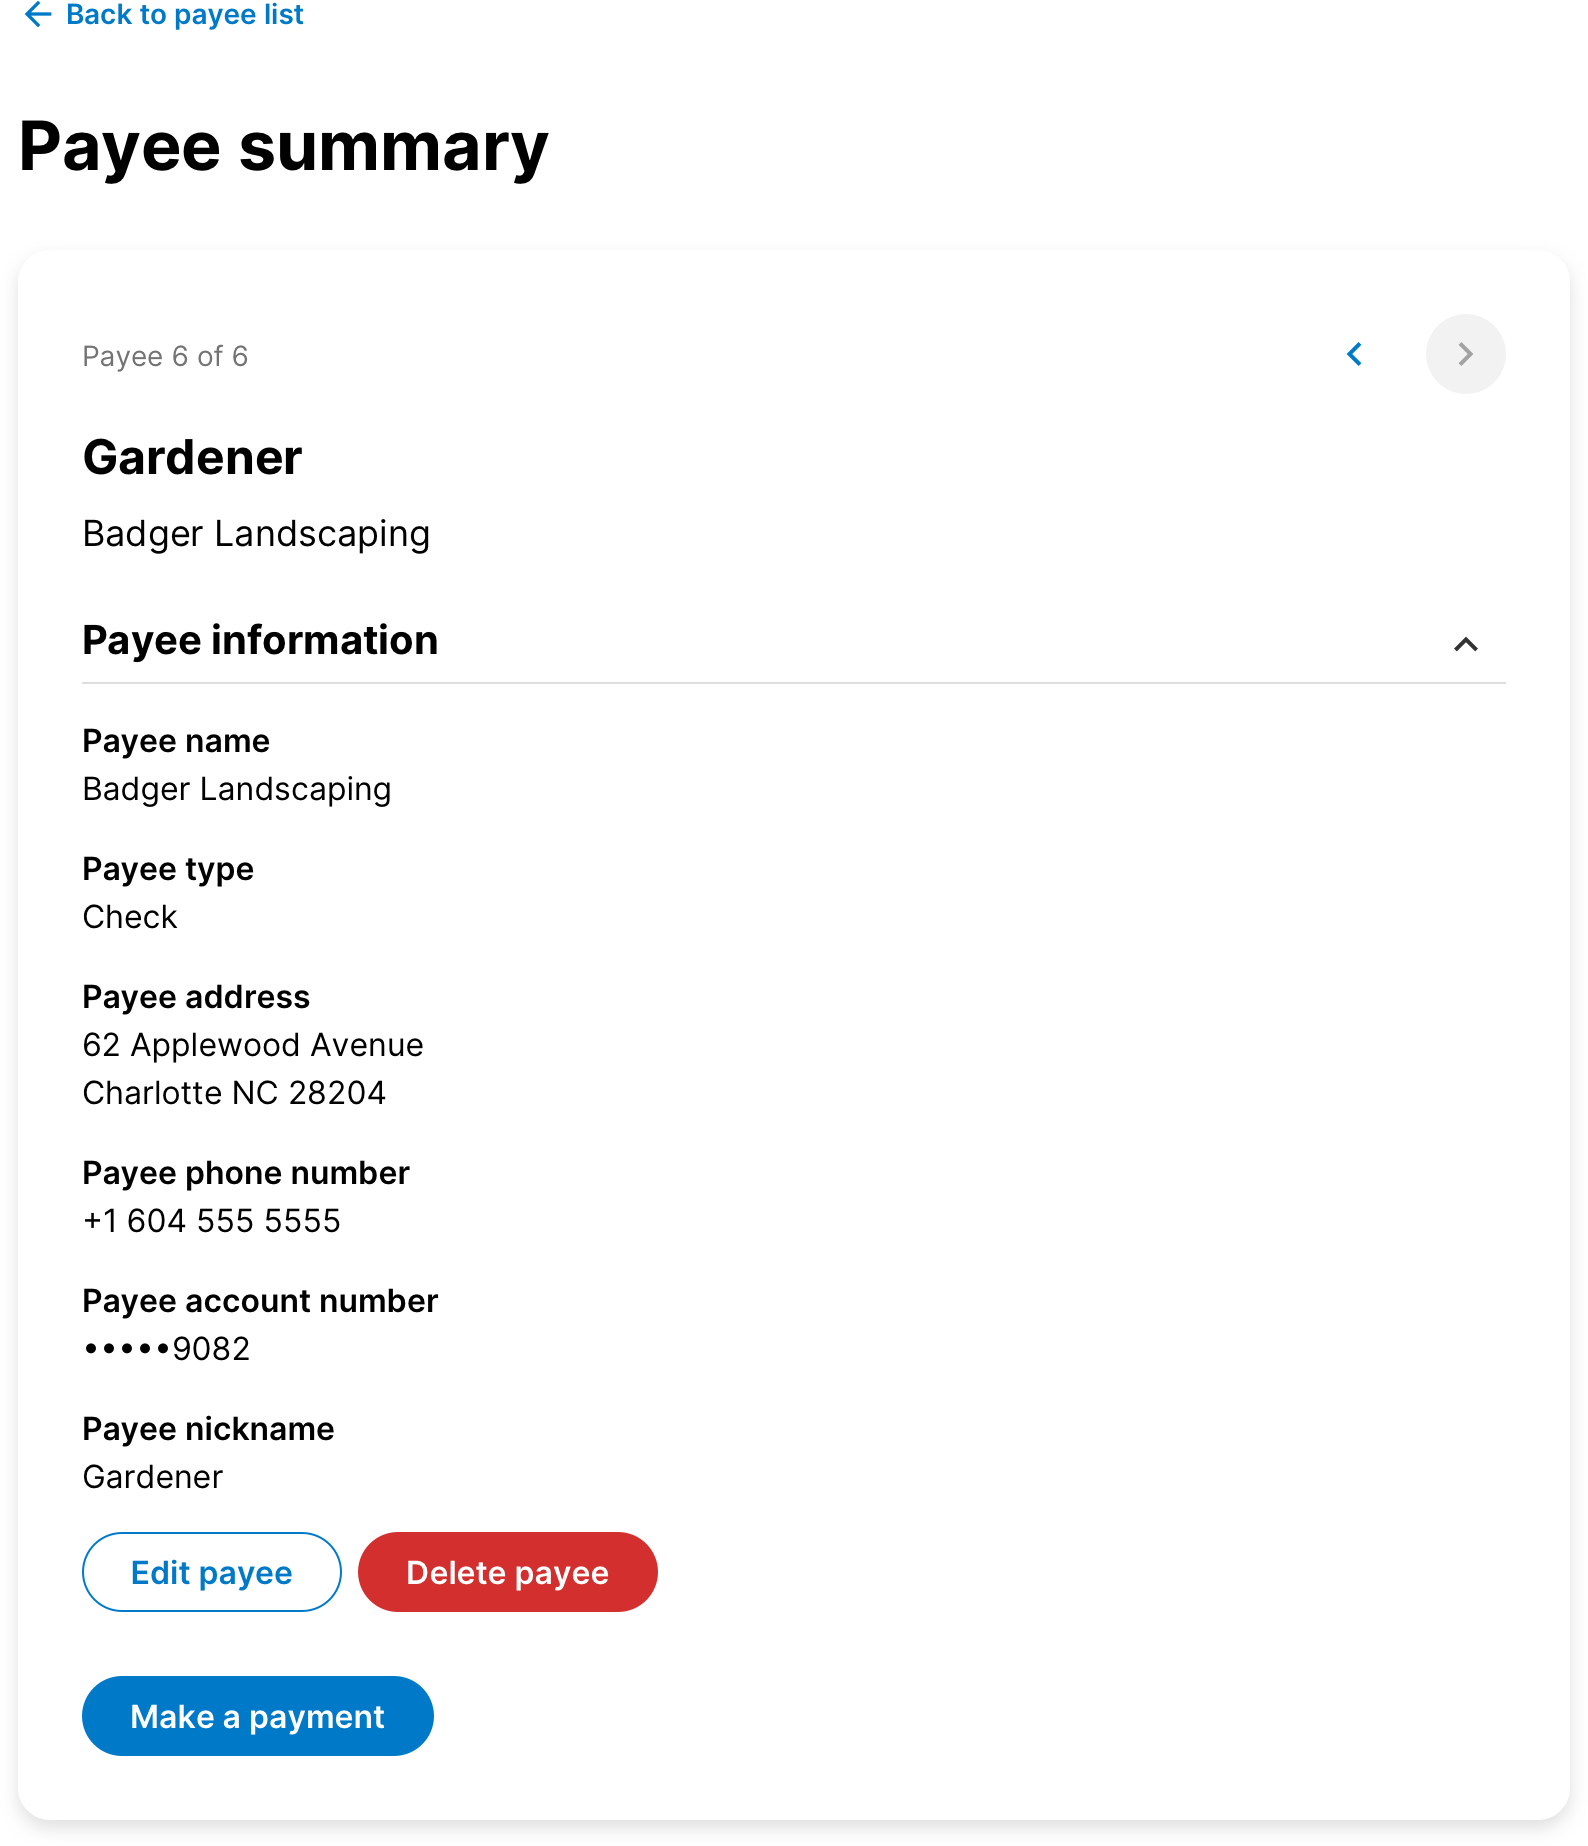 Back to payee list
Payee summary
Payee 6 of 6
Gardener
Badger Landscaping
Payee information
Payee name
Badger Landscaping
Payee type
Check
Payee address
62 Applewood Avenue
Charlotte NC 28204
Payee phone number
+1 604 555 5555
Payee account number
•••••9082
Payee nickname
Gardener
Edit payee Delete payee
Make a payment